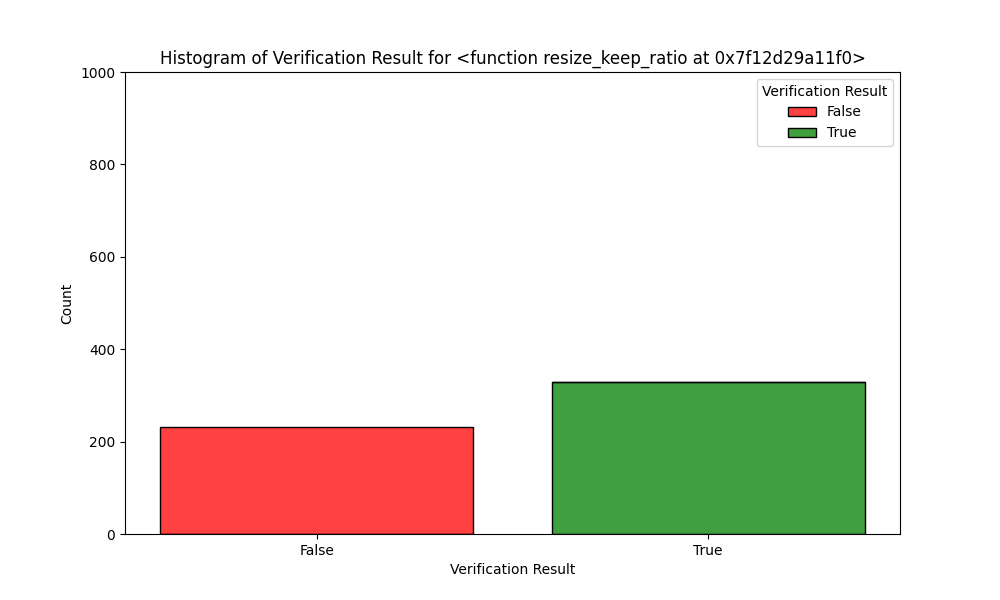 Histogram of Verification Result for <function resize_keep_ratio at 0x7f12d29a11f0>
1000
800
600
400
200
0
Count
Verification Result
False
True
False
True
Verification Result